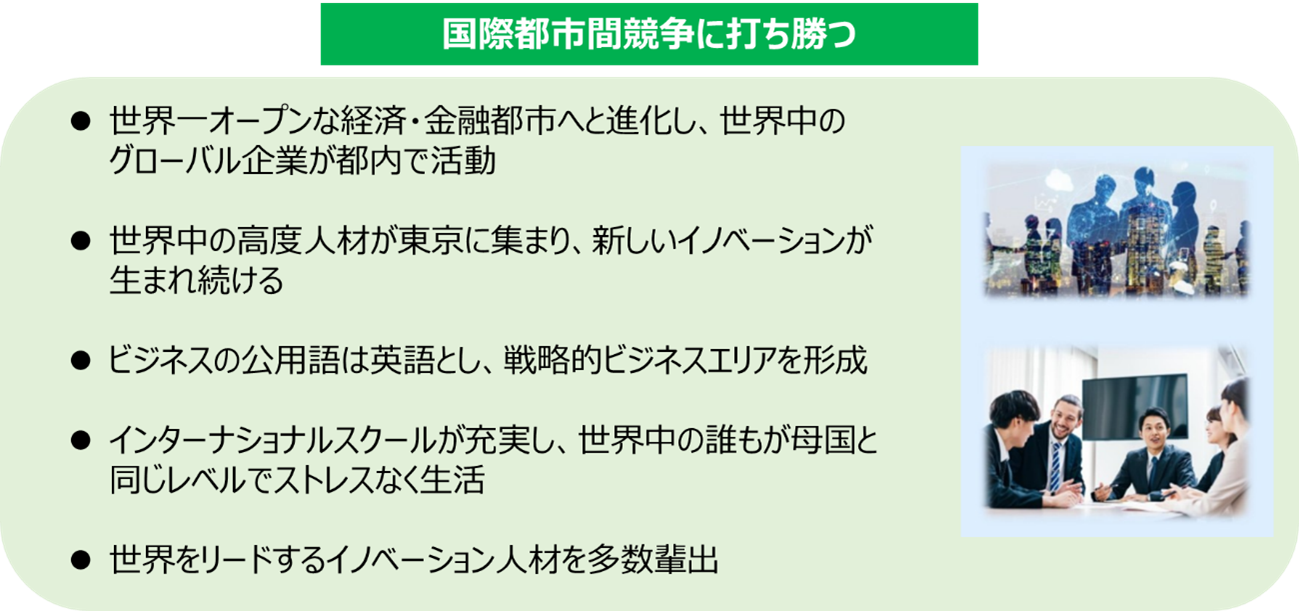 国際都市間競争に打ち勝つ
● 世界一オープンな経済・金融都市へと進化し、世界中の
グローバル企業が都内で活動
● 世界中の高度人材が東京に集まり、新しいイノベーションが
生まれ続ける
● ビジネスの公用語は英語とし、戦略的ビジネスエリアを形成
● インターナショナルスクールが充実し、世界中の誰もが母国と
同じレベルでストレスなく生活
● 世界をリードするイノベーション人材を多数輩出